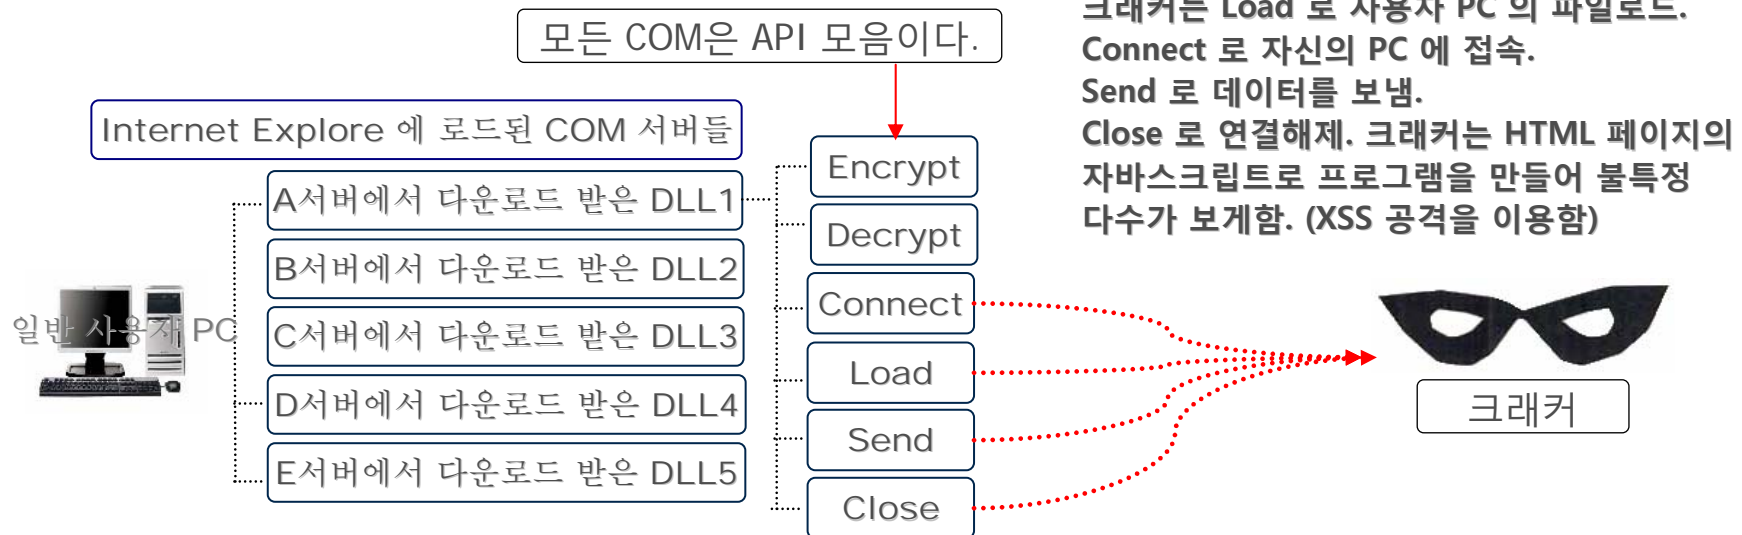 모든 COM은 API 모음이다.
크래커는 Load 로 사용자 PC 의 파일로드.
Connect 로 자신의 PC 에 접속.
Send 로 데이터를 보냄.
Close 로 연결해제. 크래커는 HTML 페이지의
자바스크립트로 프로그램을 만들어 불특정
다수가 보게함. (XSS 공격을 이용함)
Internet Explore 에 로드된 COM 서버들
A서버에서 다운로드 받은 DLL1
B서버에서 다운로드 받은 DLL2
C서버에서 다운로드 받은 DLL3
D서버에서 다운로드 받은 DLL4
E서버에서 다운로드 받은 DLL5
일반 사용자 PC
Encrypt
Decrypt
Connect
Load
Send
Close
크래커